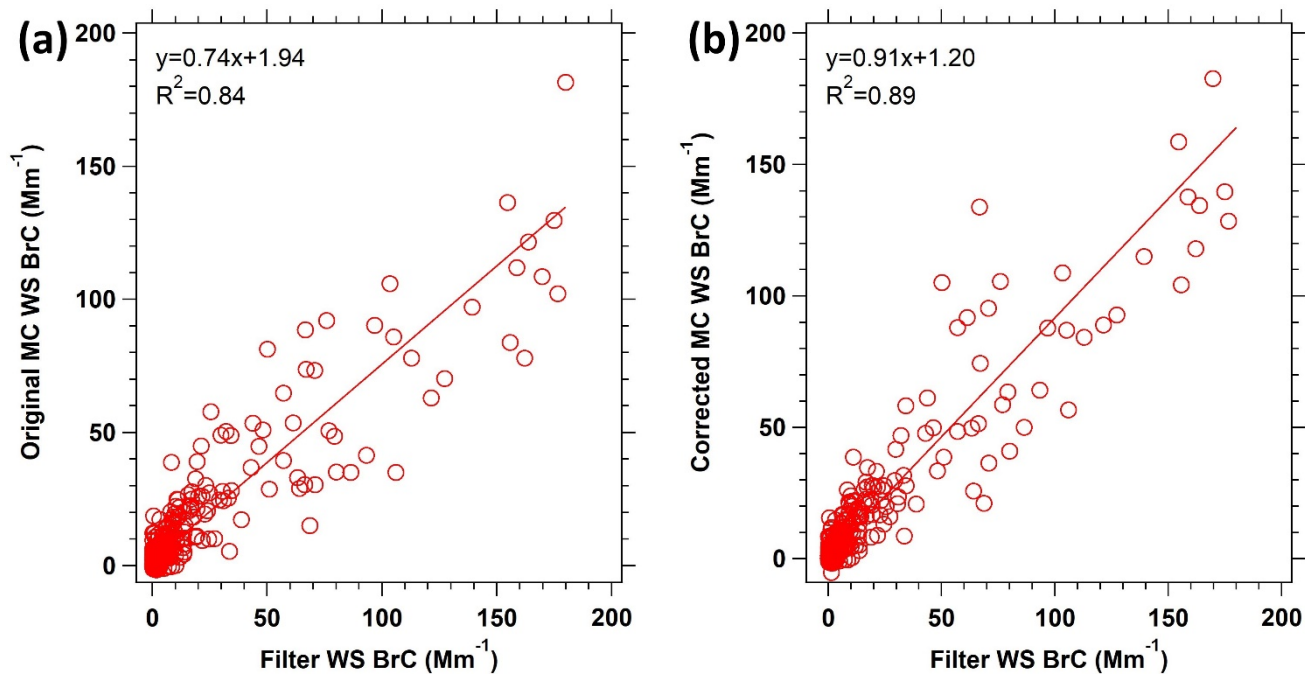 (a)
y=0.74x+1.94
R²=0.84
Original MC WS BrC (Mm⁻¹)
200
150
100
50
0
0 50 100 150 200
Filter WS BrC (Mm⁻¹)
(b)
y=0.91x+1.20
R²=0.89
Corrected MC WS BrC (Mm⁻¹)
200
150
100
50
0
0 50 100 150 200
Filter WS BrC (Mm⁻¹)